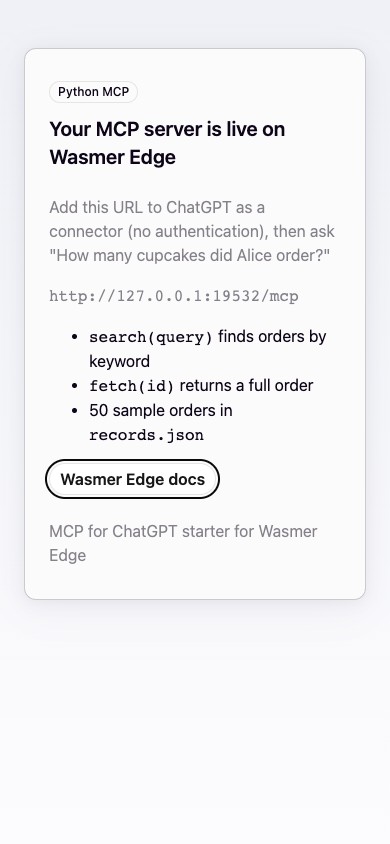 Python MCP
Your MCP server is live on
Wasmer Edge
Add this URL to ChatGPT as a
connector (no authentication), then ask
"How many cupcakes did Alice order?"
http://127.0.0.1:19532/mcp
• search(query) finds orders by
keyword
• fetch(id) returns a full order
• 50 sample orders in
records.json
Wasmer Edge docs
MCP for ChatGPT starter for Wasmer
Edge